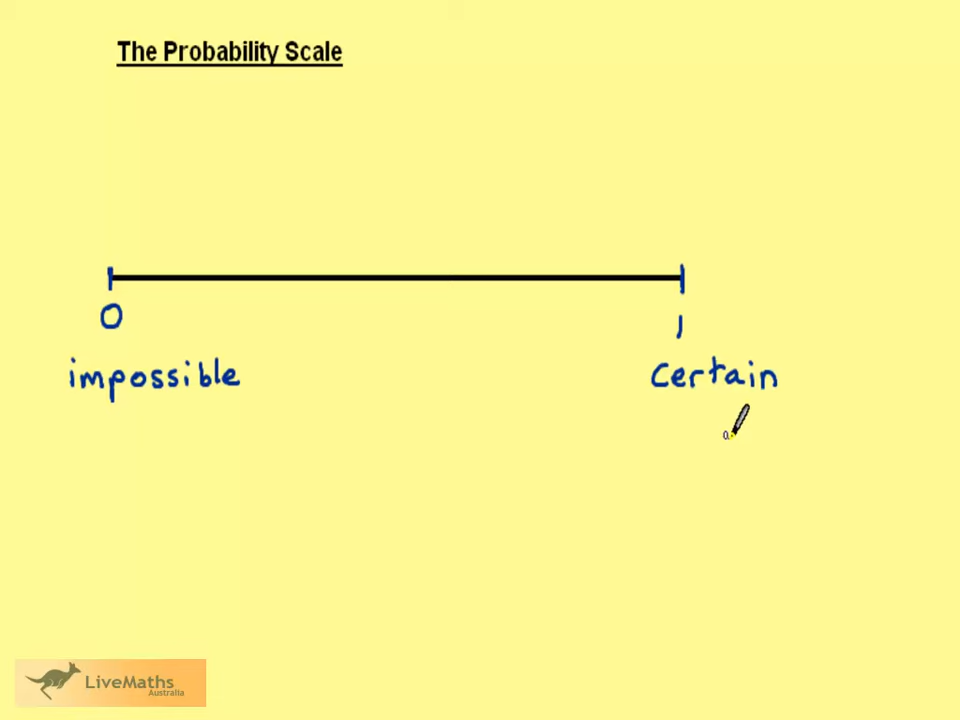 The Probability Scale
0 1
impossible certain
LiveMaths
Australia